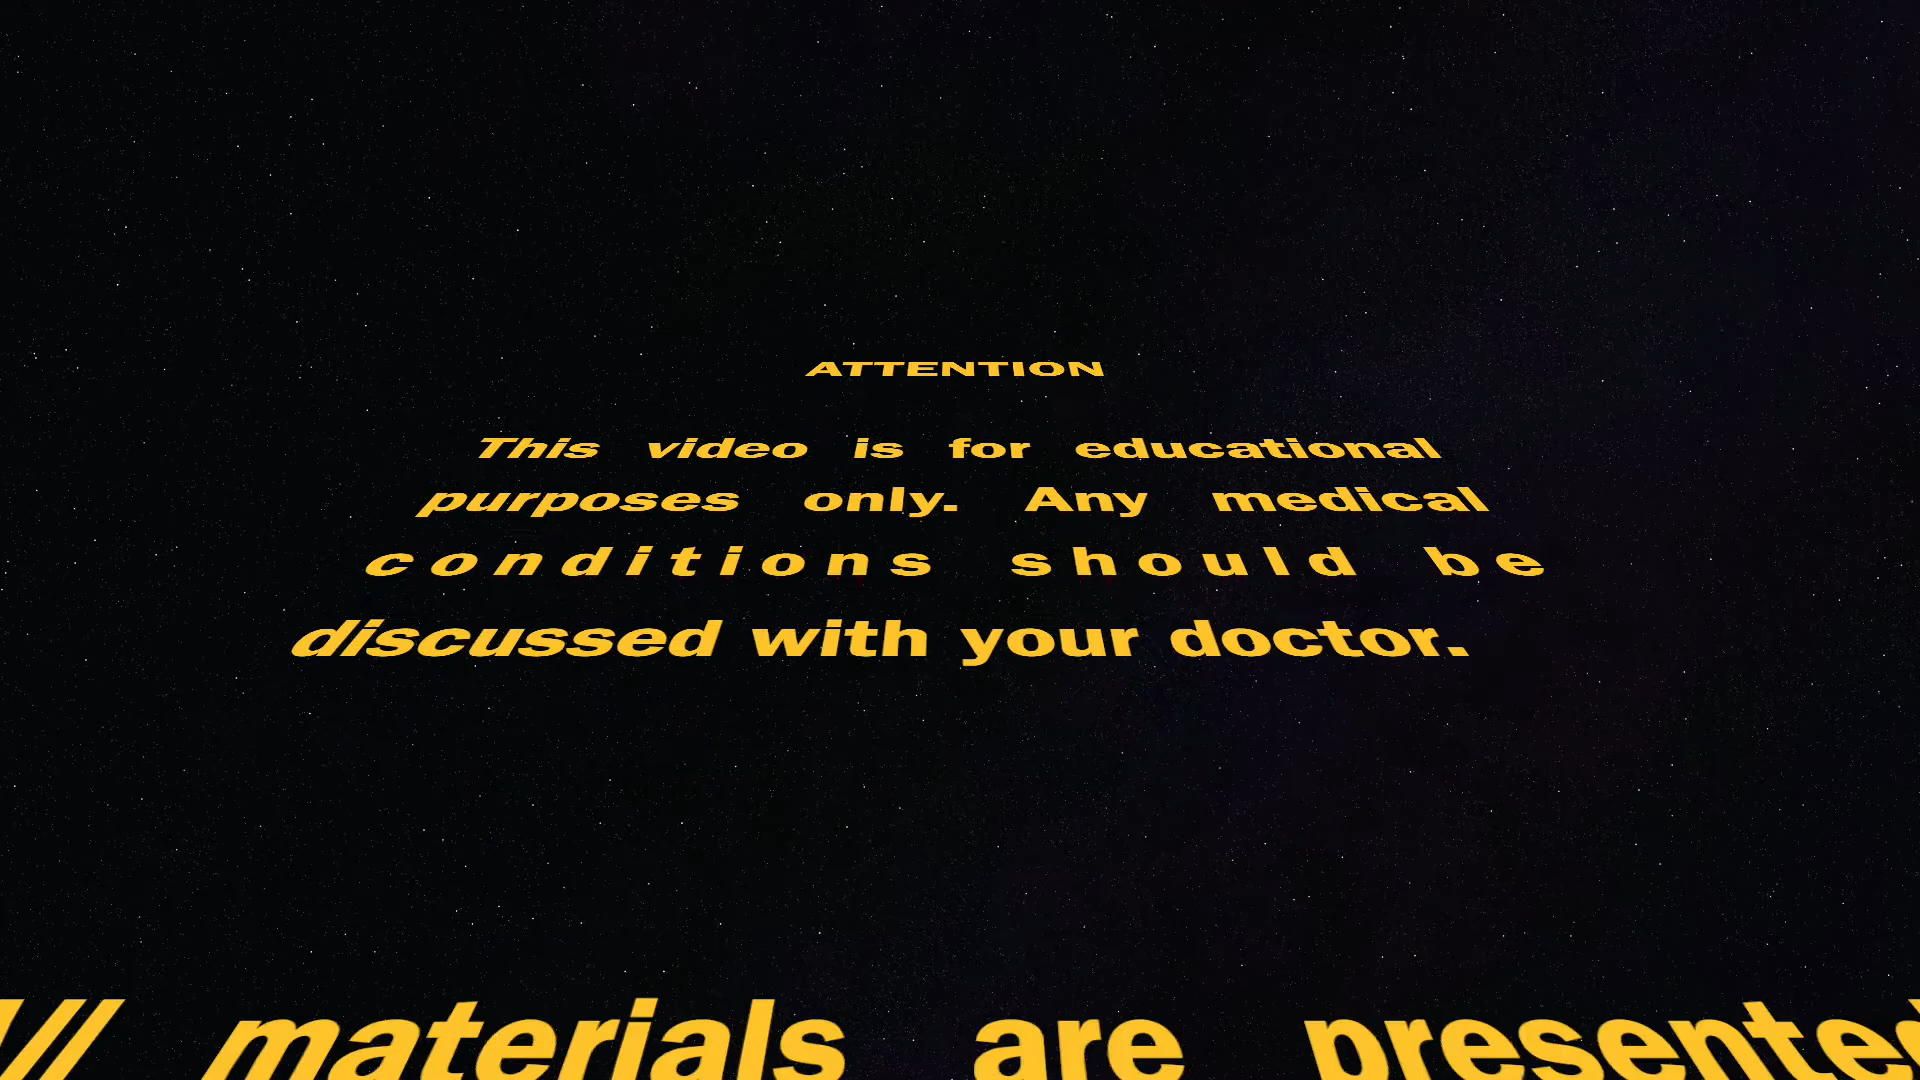 ATTENTION
This video is for educational
purposes only. Any medical
conditions should be
discussed with your doctor.
materials are presented